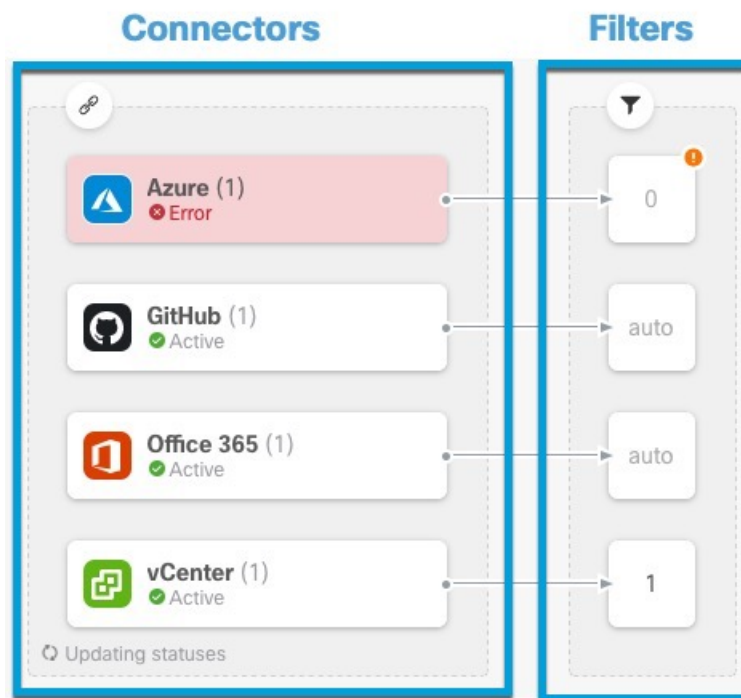 Connectors
Filters
Azure (1)
Error
0
GitHub (1)
Active
auto
Office 365 (1)
Active
auto
vCenter (1)
Active
1
Updating statuses